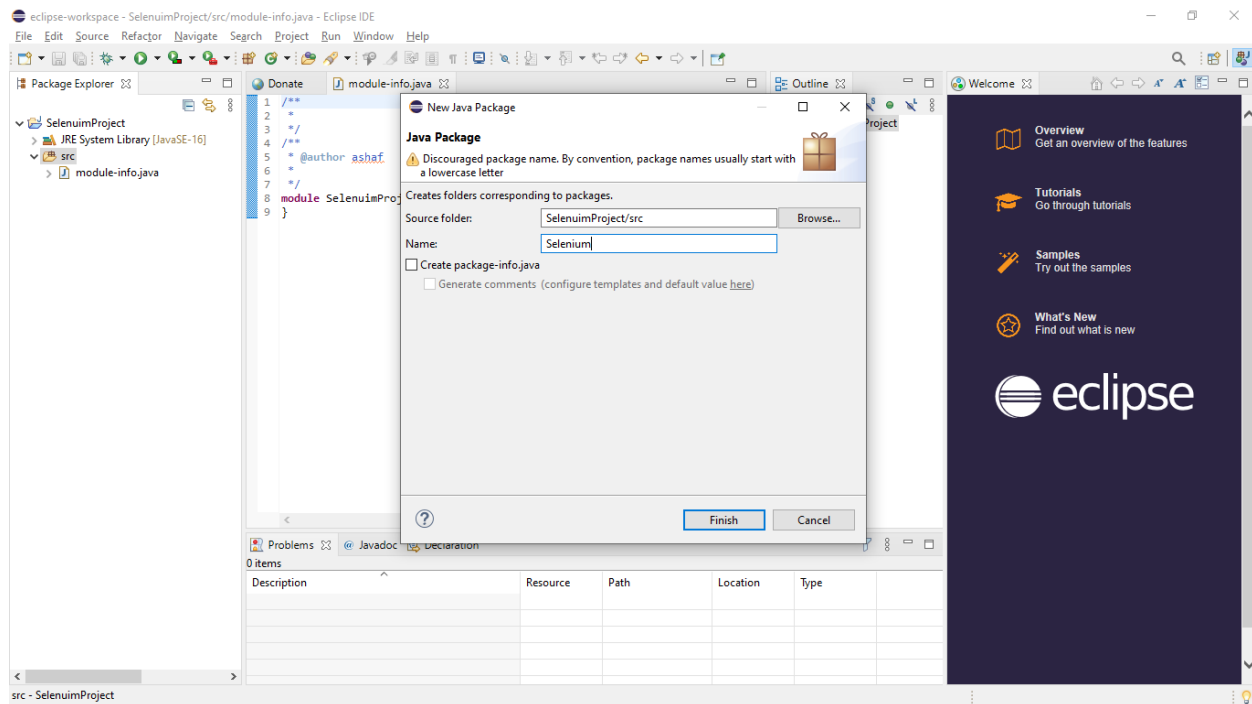 eclipse-workspace - SelenuimProject/src/module-info.java - Eclipse IDE
File Edit Source Refactor Navigate Search Project Run Window Help
Package Explorer
SelenuimProject
JRE System Library [JavaSE-16]
src
module-info.java
Donate module-info.java
1 /**
2 *
3 */
4 /**
5 * @author ashaf
6 *
7 */
8 module SelenuimProj
9 }
New Java Package
Java Package
Discouraged package name. By convention, package names usually start with
a lowercase letter
Creates folders corresponding to packages.
Source folder: SelenuimProject/src Browse...
Name: Selenium
Create package-info.java
Generate comments (configure templates and default value here)
? Finish Cancel
Outline
Project
Problems @ Javadoc Declaration
0 items
Description Resource Path Location Type
Welcome
Overview
Get an overview of the features
Tutorials
Go through tutorials
Samples
Try out the samples
What's New
Find out what is new
eclipse
src - SelenuimProject